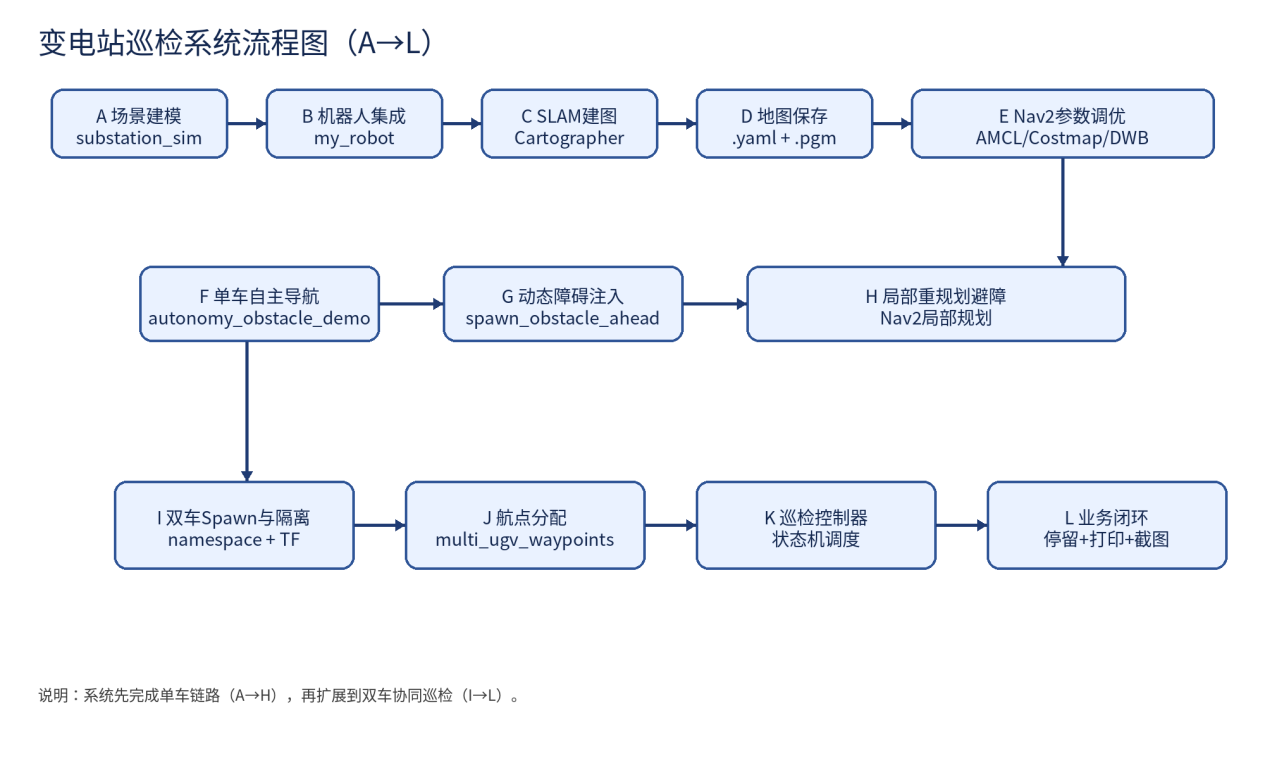 变电站巡检系统流程图（A→L）
A 场景建模
substation_sim
B 机器人集成
my_robot
C SLAM建图
Cartographer
D 地图保存
.yaml + .pgm
E Nav2参数调优
AMCL/Costmap/DWB
F 单车自主导航
autonomy_obstacle_demo
G 动态障碍注入
spawn_obstacle_ahead
H 局部重规划避障
Nav2局部规划
I 双车Spawn与隔离
namespace + TF
J 航点分配
multi_ugv_waypoints
K 巡检控制器
状态机调度
L 业务闭环
停留+打印+截图
说明：系统先完成单车链路（A→H），再扩展到双车协同巡检（I→L）。